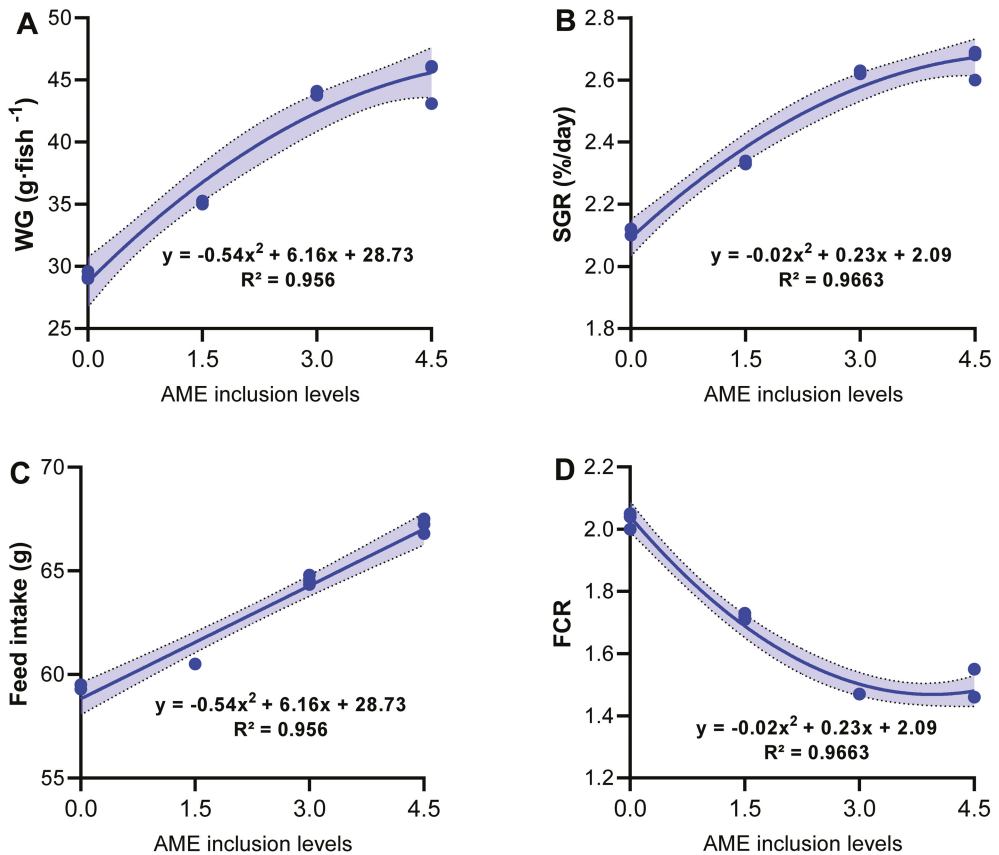 A
WG (g·fish ⁻¹)
50
45
40
35
30
25
y = -0.54x² + 6.16x + 28.73
R² = 0.956
0.0 1.5 3.0 4.5
AME inclusion levels
B
SGR (%/day)
2.8
2.6
2.4
2.2
2.0
1.8
y = -0.02x² + 0.23x + 2.09
R² = 0.9663
0.0 1.5 3.0 4.5
AME inclusion levels
C
Feed intake (g)
70
65
60
55
y = -0.54x² + 6.16x + 28.73
R² = 0.956
0.0 1.5 3.0 4.5
AME inclusion levels
D
FCR
2.2
2.0
1.8
1.6
1.4
1.2
y = -0.02x² + 0.23x + 2.09
R² = 0.9663
0.0 1.5 3.0 4.5
AME inclusion levels